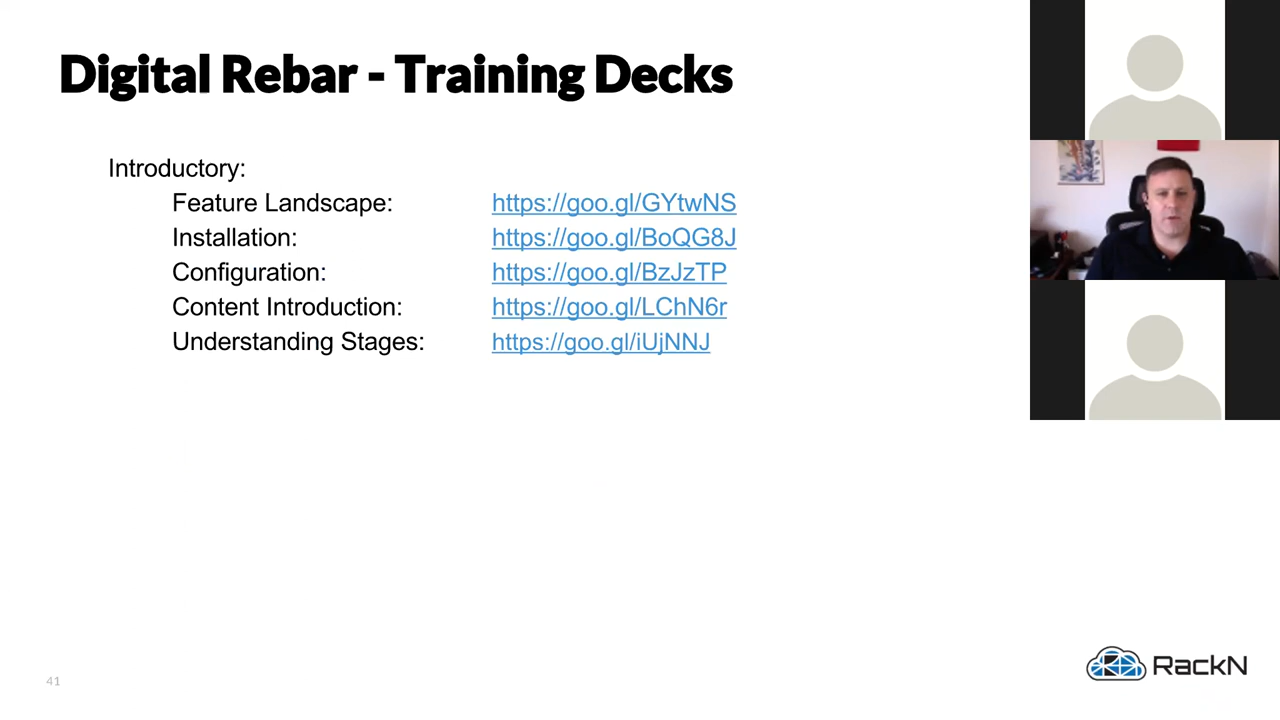 Digital Rebar - Training Decks
Introductory:
Feature Landscape: https://goo.gl/GYtwNS
Installation: https://goo.gl/BoQG8J
Configuration: https://goo.gl/BzJzTP
Content Introduction: https://goo.gl/LChN6r
Understanding Stages: https://goo.gl/iUjNNJ
41
RackN